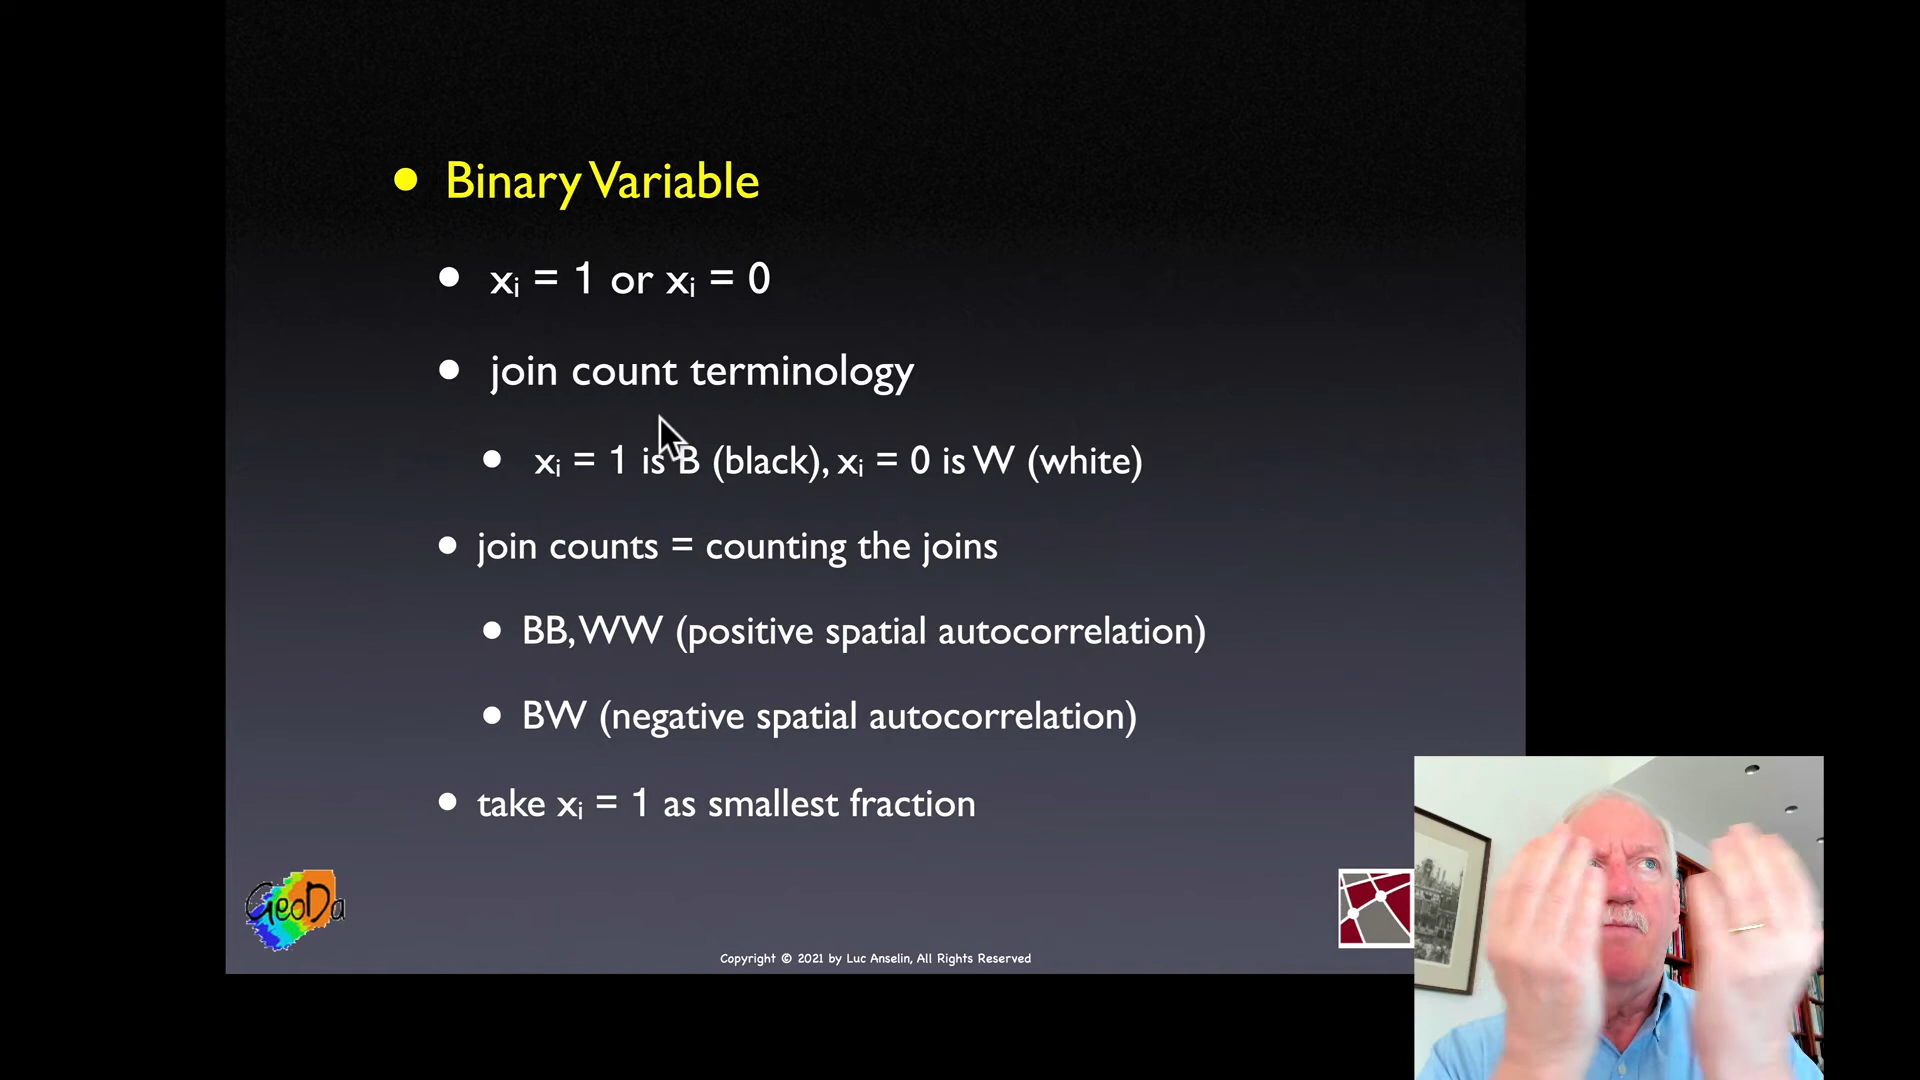 Binary Variable
xᵢ = 1 or xᵢ = 0
join count terminology
xᵢ = 1 is B (black), xᵢ = 0 is W (white)
join counts = counting the joins
BB, WW (positive spatial autocorrelation)
BW (negative spatial autocorrelation)
take xᵢ = 1 as smallest fraction
GeoDa
Copyright © 2021 by Luc Anselin, All Rights Reserved